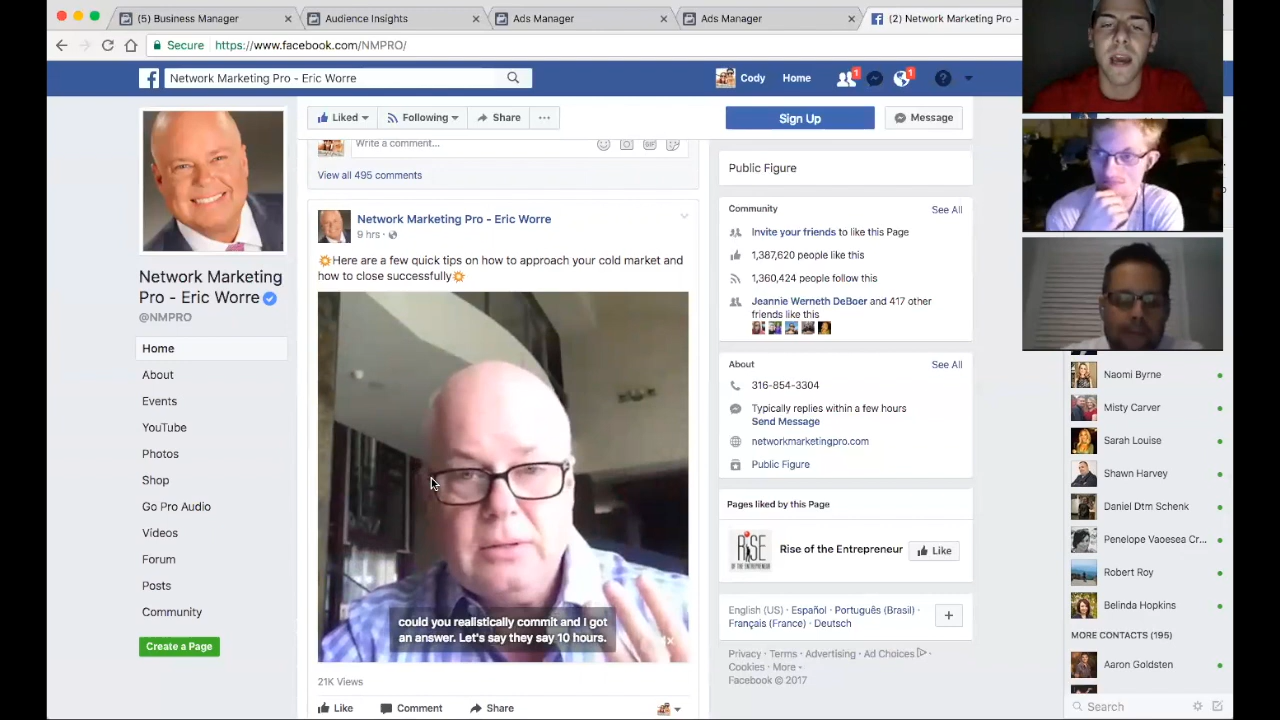 (5) Business Manager
Audience Insights
Ads Manager
Ads Manager
(2) Network Marketing Pro -
Secure
https://www.facebook.com/NMPRO/
Network Marketing Pro - Eric Worre
Cody
Home
1
1
Liked
Following
Share
Sign Up
Message
Network Marketing
Pro - Eric Worre
@NMPRO
Home
About
Events
YouTube
Photos
Shop
Go Pro Audio
Videos
Forum
Posts
Community
Create a Page
Write a comment...
GIF
View all 495 comments
Network Marketing Pro - Eric Worre
9 hrs ·
Here are a few quick tips on how to approach your cold market and
how to close successfully
could you realistically commit and I got
an answer. Let's say they say 10 hours.
21K Views
Like
Comment
Share
Public Figure
Community
See All
Invite your friends to like this Page
1,387,620 people like this
1,360,424 people follow this
Jeannie Werneth DeBoer and 417 other
friends like this
About
See All
316-854-3304
Typically replies within a few hours
Send Message
networkmarketingpro.com
Public Figure
Pages liked by this Page
RISE
OF THE ENTREPRENEUR
Rise of the Entrepreneur
Like
English (US) · Español · Português (Brasil) ·
Français (France) · Deutsch
Privacy · Terms · Advertising · Ad Choices ·
Cookies · More
Facebook © 2017
Naomi Byrne
Misty Carver
Sarah Louise
Shawn Harvey
Daniel Dtm Schenk
Penelope Vaoesea Cr...
Robert Roy
Belinda Hopkins
MORE CONTACTS (195)
Aaron Goldsten
Search